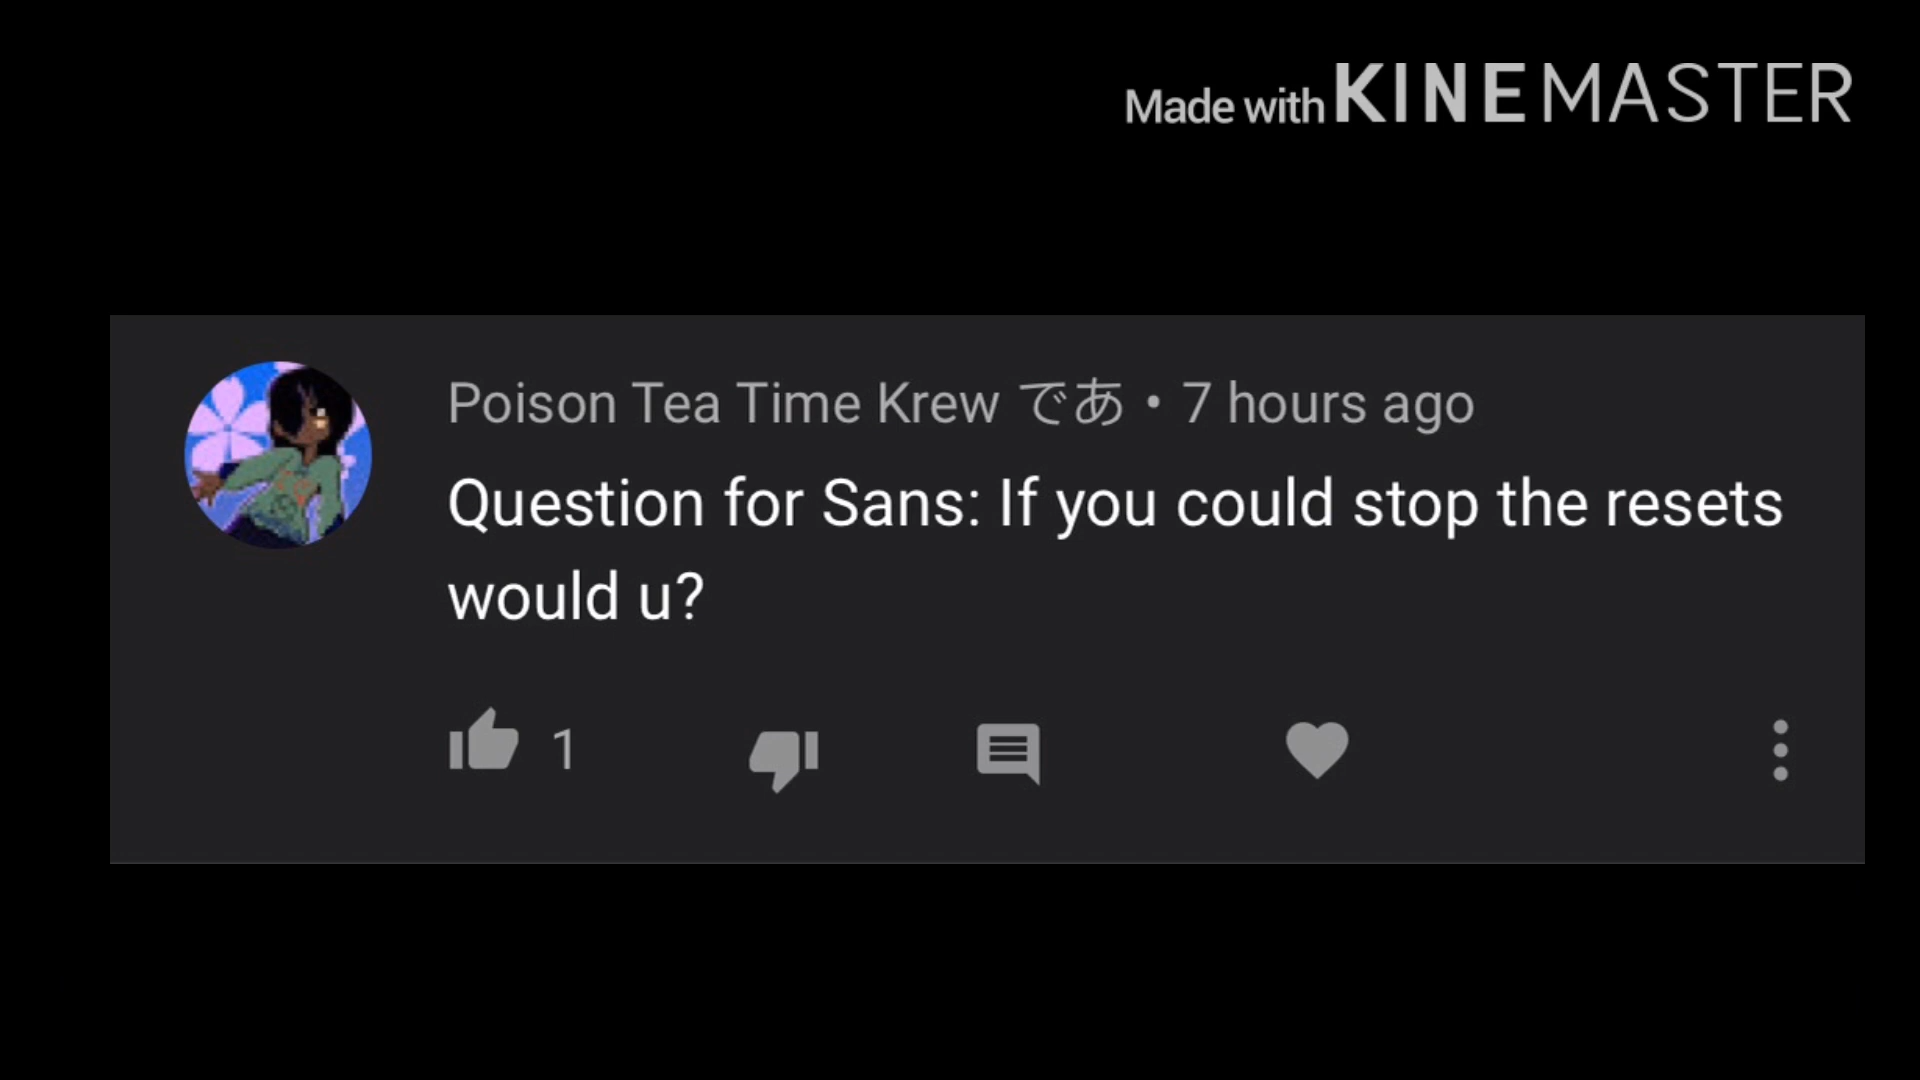 Made with KINEMASTER
Poison Tea Time Krew であ • 7 hours ago
Question for Sans: If you could stop the resets
would u?
1